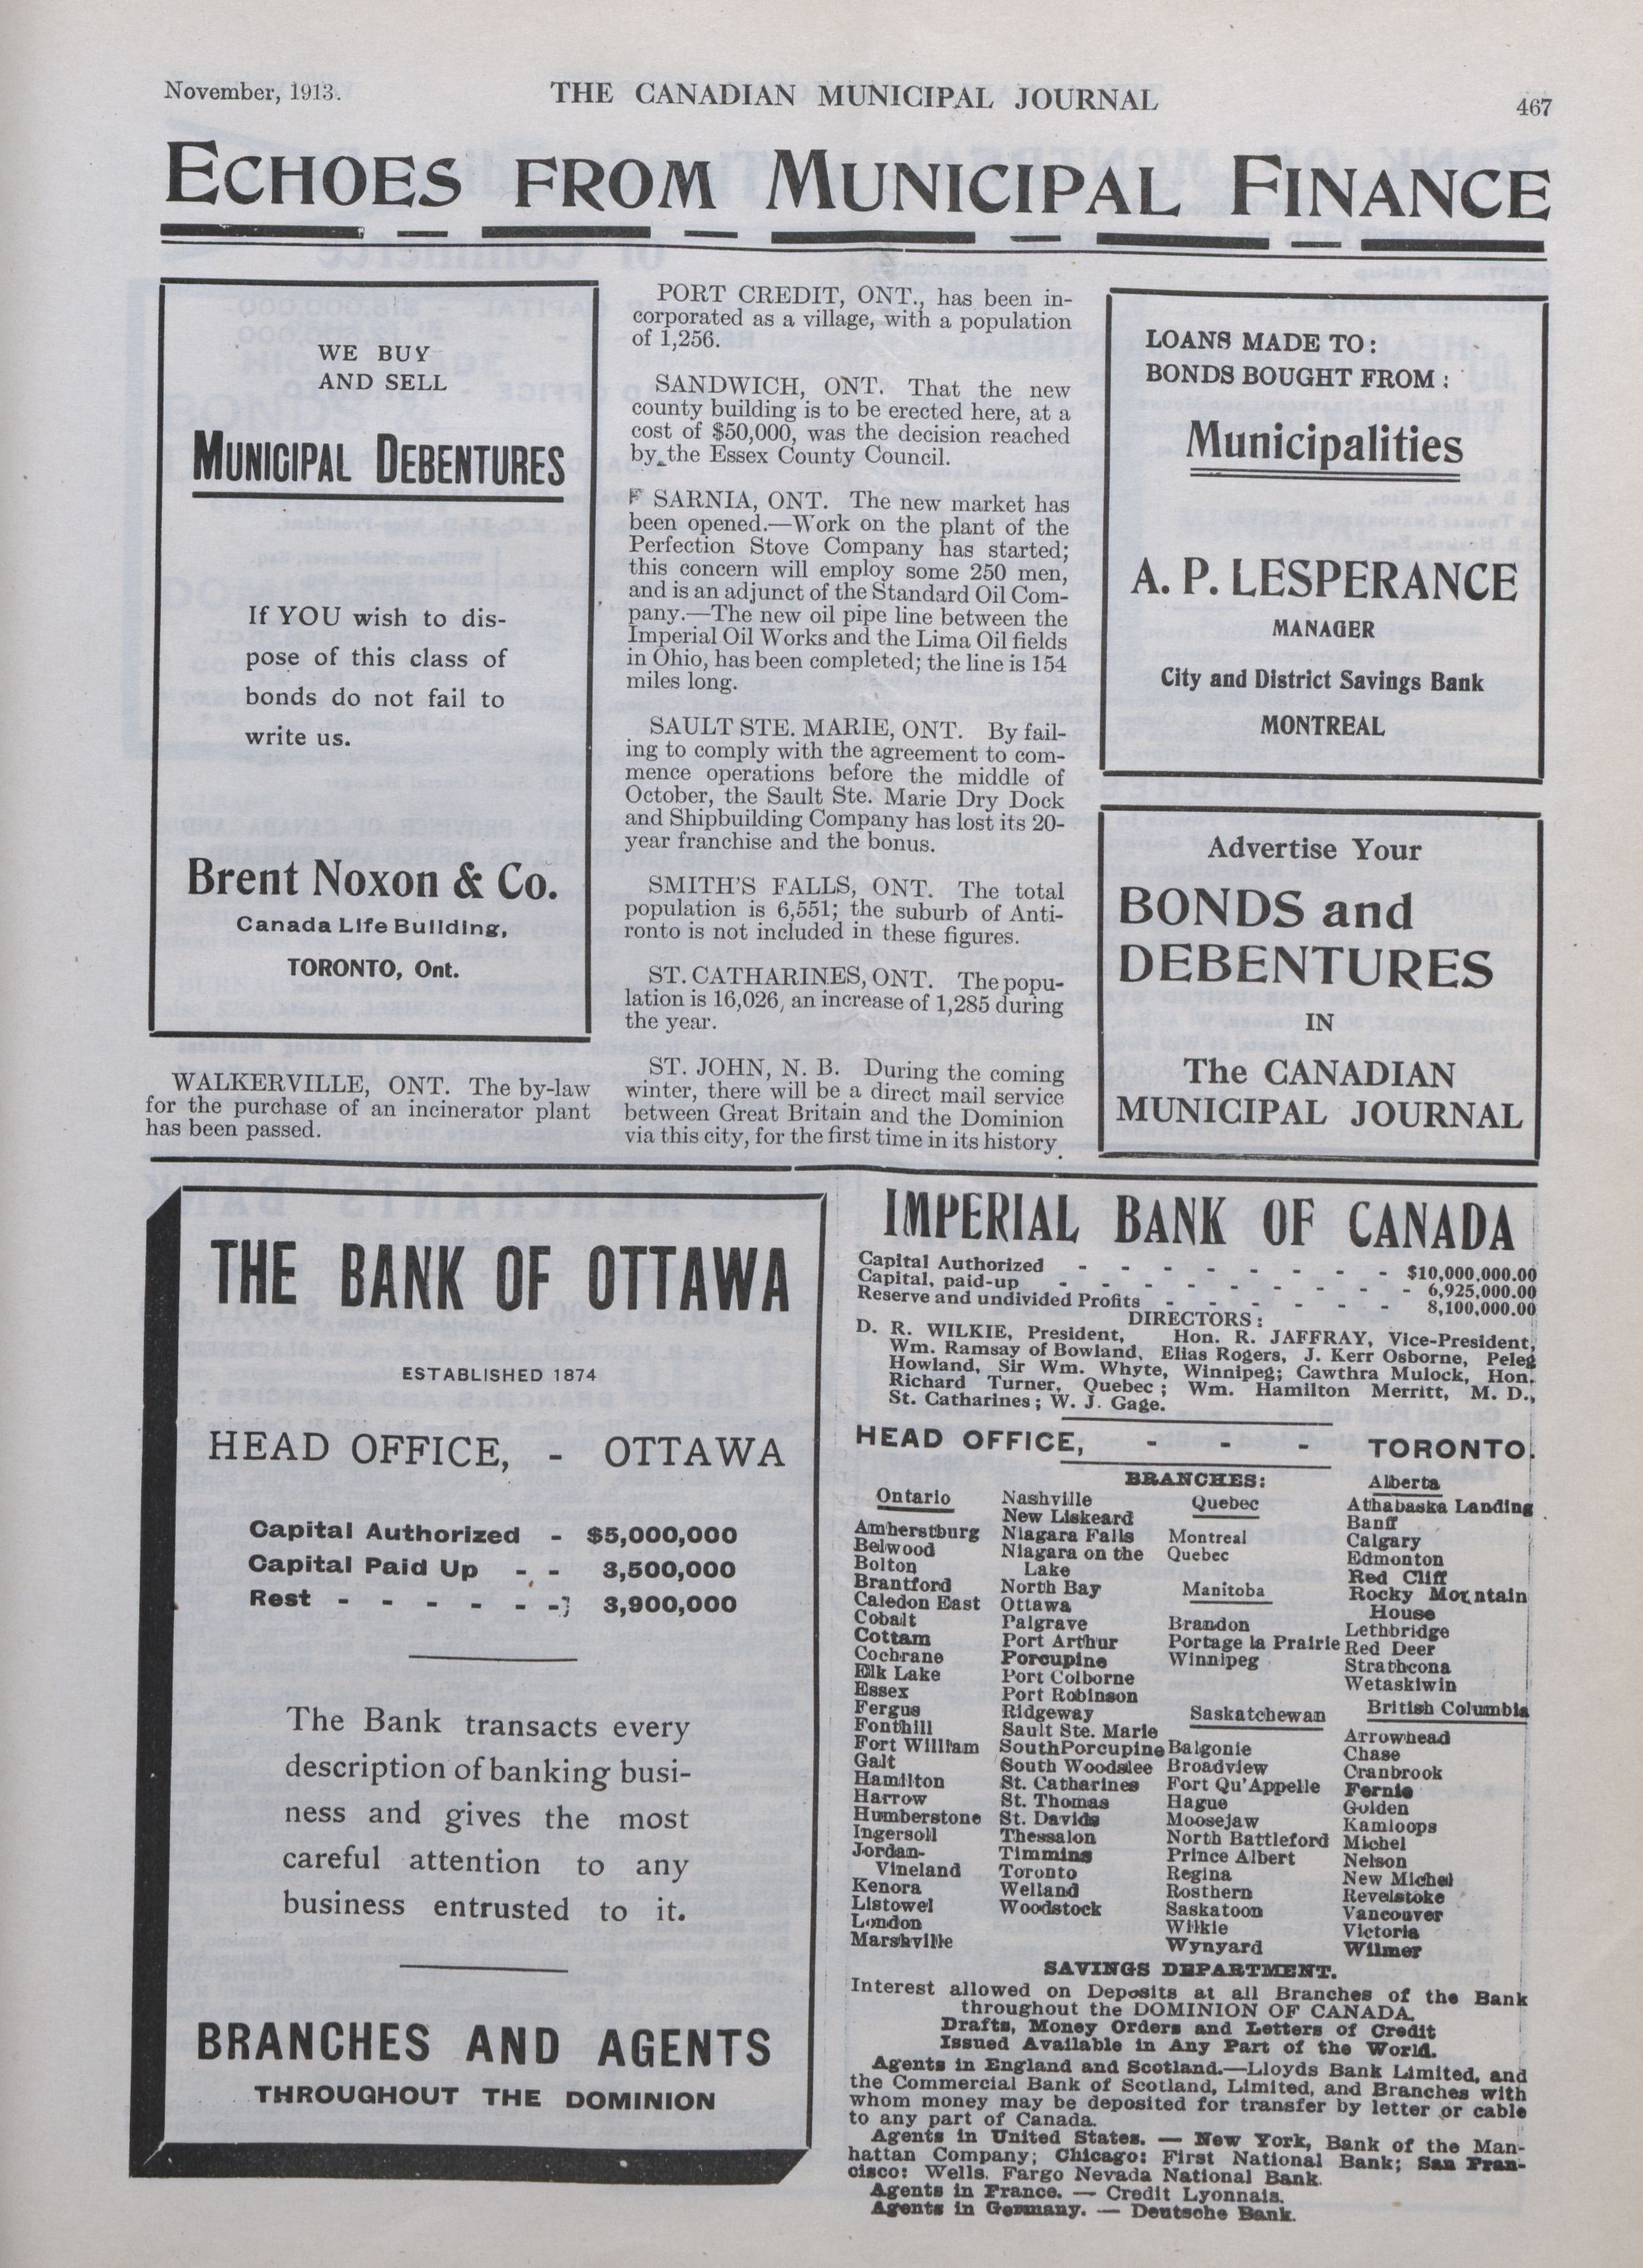 November, 1913.
THE CANADIAN MUNICIPAL JOURNAL
467
ECHOES FROM MUNICIPAL FINANCE
WE BUY
AND SELL
MUNICIPAL DEBENTURES
If YOU wish to dis-
pose of this class of
bonds do not fail to
write us.
Brent Noxon & Co.
Canada Life Building,
TORONTO, Ont.
WALKERVILLE, ONT. The by-law
for the purchase of an incinerator plant
has been passed.
PORT CREDIT, ONT., has been in-
corporated as a village, with a population
of 1,256.
SANDWICH, ONT. That the new
county building is to be erected here, at a
cost of $50,000, was the decision reached
by the Essex County Council.
SARNIA, ONT. The new market has
been opened.—Work on the plant of the
Perfection Stove Company has started;
this concern will employ some 250 men,
and is an adjunct of the Standard Oil Com-
pany.—The new oil pipe line between the
Imperial Oil Works and the Lima Oil fields
in Ohio, has been completed; the line is 154
miles long.
SAULT STE. MARIE, ONT. By fail-
ing to comply with the agreement to com-
mence operations before the middle of
October, the Sault Ste. Marie Dry Dock
and Shipbuilding Company has lost its 20-
year franchise and the bonus.
SMITH'S FALLS, ONT. The total
population is 6,551; the suburb of Anti-
ronto is not included in these figures.
ST. CATHARINES, ONT. The popu-
lation is 16,026, an increase of 1,285 during
the year.
ST. JOHN, N. B. During the coming
winter, there will be a direct mail service
between Great Britain and the Dominion
via this city, for the first time in its history.
LOANS MADE TO:
BONDS BOUGHT FROM:
Municipalities
A. P. LESPERANCE
MANAGER
City and District Savings Bank
MONTREAL
Advertise Your
BONDS and
DEBENTURES
IN
The CANADIAN
MUNICIPAL JOURNAL
THE BANK OF OTTAWA
ESTABLISHED 1874
HEAD OFFICE, - OTTAWA
Capital Authorized - $5,000,000
Capital Paid Up - - 3,500,000
Rest - - - - - - 3,900,000
The Bank transacts every
description of banking busi-
ness and gives the most
careful attention to any
business entrusted to it.
BRANCHES AND AGENTS
THROUGHOUT THE DOMINION
IMPERIAL BANK OF CANADA
Capital Authorized - - - - - - - - $10,000,000.00
Capital, paid-up - - - - - - - - - 6,925,000.00
Reserve and undivided Profits - - - - - - 8,100,000.00
DIRECTORS:
D. R. WILKIE, President, Hon. R. JAFFRAY, Vice-President,
Wm. Ramsay of Bowland, Elias Rogers, J. Kerr Osborne, Peleg
Howland, Sir Wm. Whyte, Winnipeg; Cawthra Mulock, Hon.
Richard Turner, Quebec; Wm. Hamilton Merritt, M. D.,
St. Catharines; W. J. Gage.
HEAD OFFICE, - - - TORONTO.
BRANCHES:
Ontario
Amherstburg
Belwood
Bolton
Brantford
Caledon East
Cobalt
Cottam
Cochrane
Elk Lake
Essex
Fergus
Fonthill
Fort William
Galt
Hamilton
Harrow
Humberstone
Ingersoll
Jordan-
Vineland
Kenora
Listowel
London
Marshville
Nashville
New Liskeard
Niagara Falls
Niagara on the
Lake
North Bay
Ottawa
Palgrave
Port Arthur
Porcupine
Port Colborne
Port Robinson
Ridgeway
Sault Ste. Marie
South Porcupine
South Woodslee
St. Catharines
St. Thomas
St. Davids
Thessalon
Timmins
Toronto
Welland
Woodstock
Quebec
Montreal
Quebec
Manitoba
Brandon
Portage la Prairie
Winnipeg
Saskatchewan
Balgonie
Broadview
Fort Qu'Appelle
Hague
Moosejaw
North Battleford
Prince Albert
Regina
Rosthern
Saskatoon
Wilkie
Wynyard
Alberta
Athabaska Landing
Banff
Calgary
Edmonton
Red Cliff
Rocky Mountain
House
Lethbridge
Red Deer
Strathcona
Wetaskiwin
British Columbia
Arrowhead
Chase
Cranbrook
Fernie
Golden
Kamloops
Michel
Nelson
New Michel
Revelstoke
Vancouver
Victoria
Wilmer
SAVINGS DEPARTMENT.
Interest allowed on Deposits at all Branches of the Bank
throughout the DOMINION OF CANADA.
Drafts, Money Orders and Letters of Credit
Issued Available in Any Part of the World.
Agents in England and Scotland.—Lloyds Bank Limited, and
the Commercial Bank of Scotland, Limited, and Branches with
whom money may be deposited for transfer by letter or cable
to any part of Canada.
Agents in United States. — New York, Bank of the Man-
hattan Company; Chicago: First National Bank; San Fran-
cisco: Wells, Fargo Nevada National Bank.
Agents in France. — Credit Lyonnais.
Agents in Germany. — Deutsche Bank.